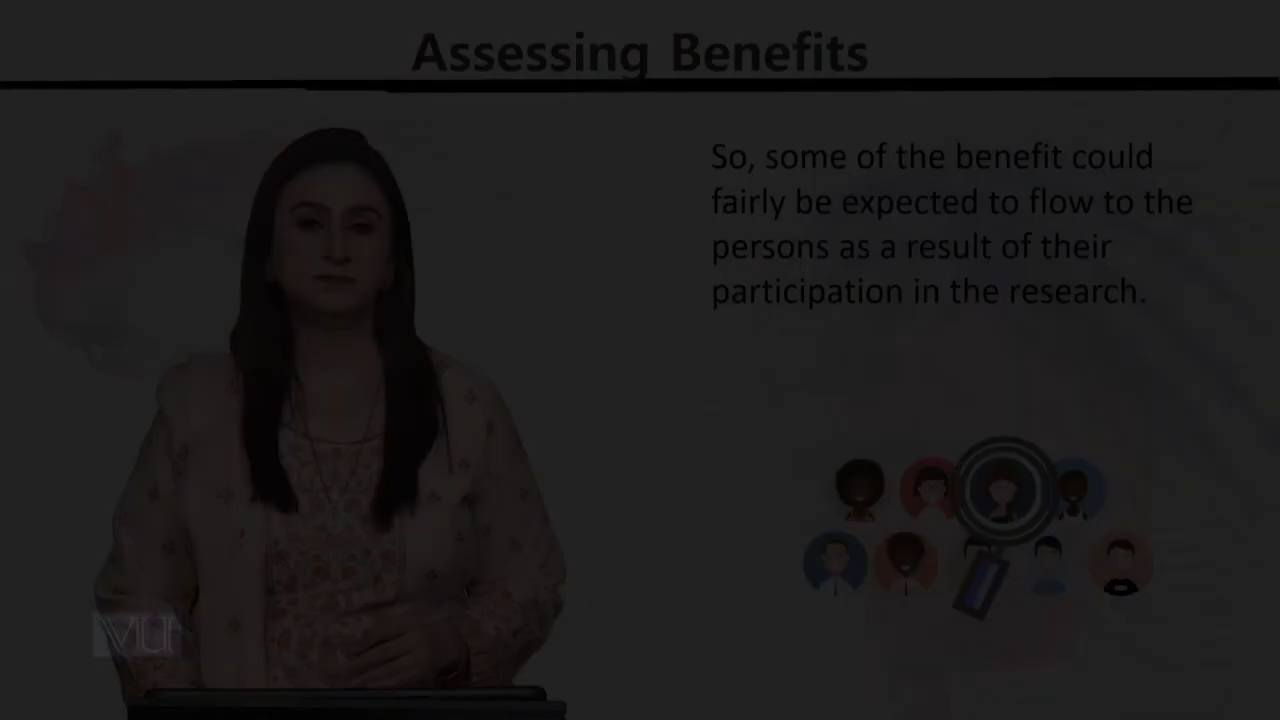 Assessing Benefits
So, some of the benefit could
fairly be expected to flow to the
persons as a result of their
participation in the research.
VU